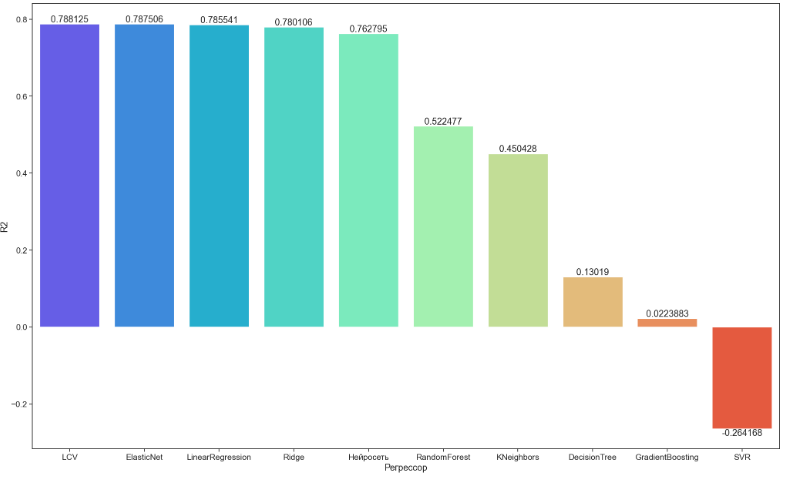 0.788125 0.787506 0.785541 0.780106 0.762795 0.522477 0.450428 0.13019 0.0223883 -0.264168
0.8
0.6
0.4
0.2
0.0
−0.2
R2
LCV ElasticNet LinearRegression Ridge Нейросеть RandomForest KNeighbors DecisionTree GradientBoosting SVR
Регрессор